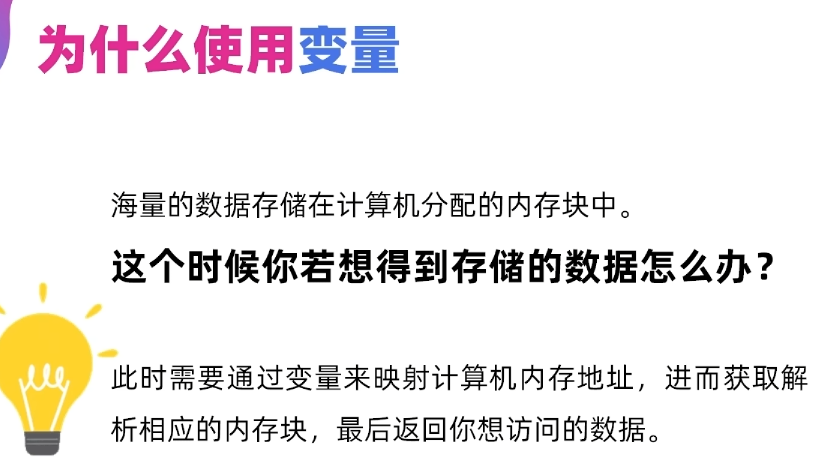 为什么使用变量
海量的数据存储在计算机分配的内存块中。
这个时候你若想得到存储的数据怎么办？
此时需要通过变量来映射计算机内存地址，进而获取解
析相应的内存块，最后返回你想访问的数据。